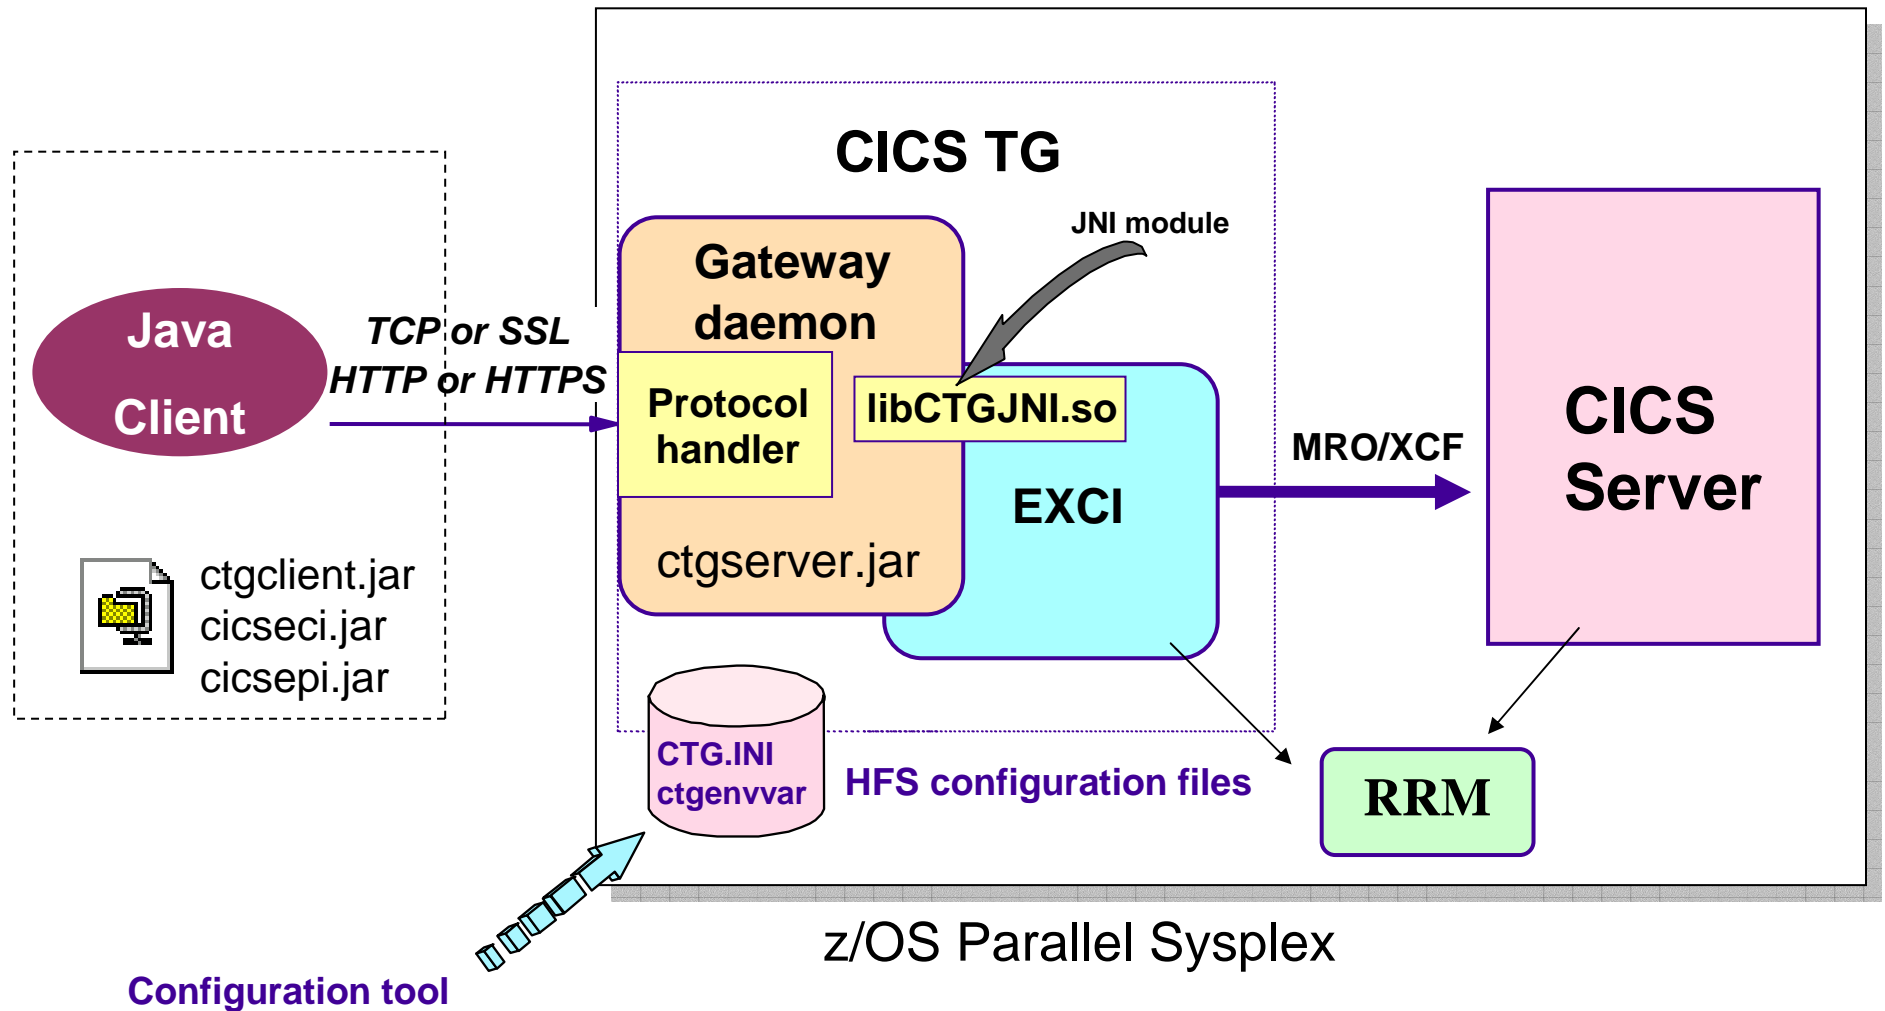 CICS TG
JNI module
Gateway
daemon
Java
Client
TCP or SSL
HTTP or HTTPS
Protocol
handler
libCTGJNI.so
EXCI
ctgserver.jar
MRO/XCF
CICS
Server
ctgclient.jar
cicseci.jar
cicsepi.jar
CTG.INI
ctgenvvar
HFS configuration files
RRM
z/OS Parallel Sysplex
Configuration tool